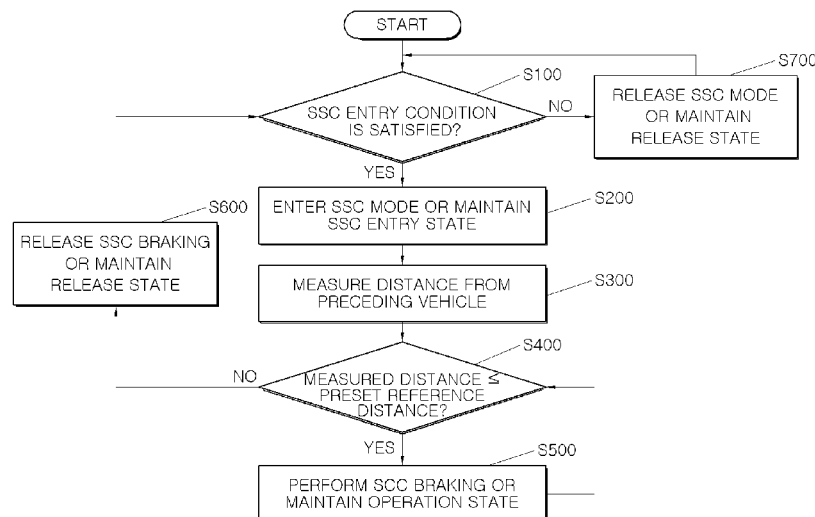 START
S100
S700
SSC ENTRY CONDITION
IS SATISFIED?
NO
RELEASE SSC MODE
OR MAINTAIN
RELEASE STATE
YES
S200
ENTER SSC MODE OR MAINTAIN
SSC ENTRY STATE
S600
RELEASE SSC BRAKING
OR MAINTAIN
RELEASE STATE
S300
MEASURE DISTANCE FROM
PRECEDING VEHICLE
S400
NO
MEASURED DISTANCE ≦
PRESET REFERENCE
DISTANCE?
YES
S500
PERFORM SCC BRAKING OR
MAINTAIN OPERATION STATE